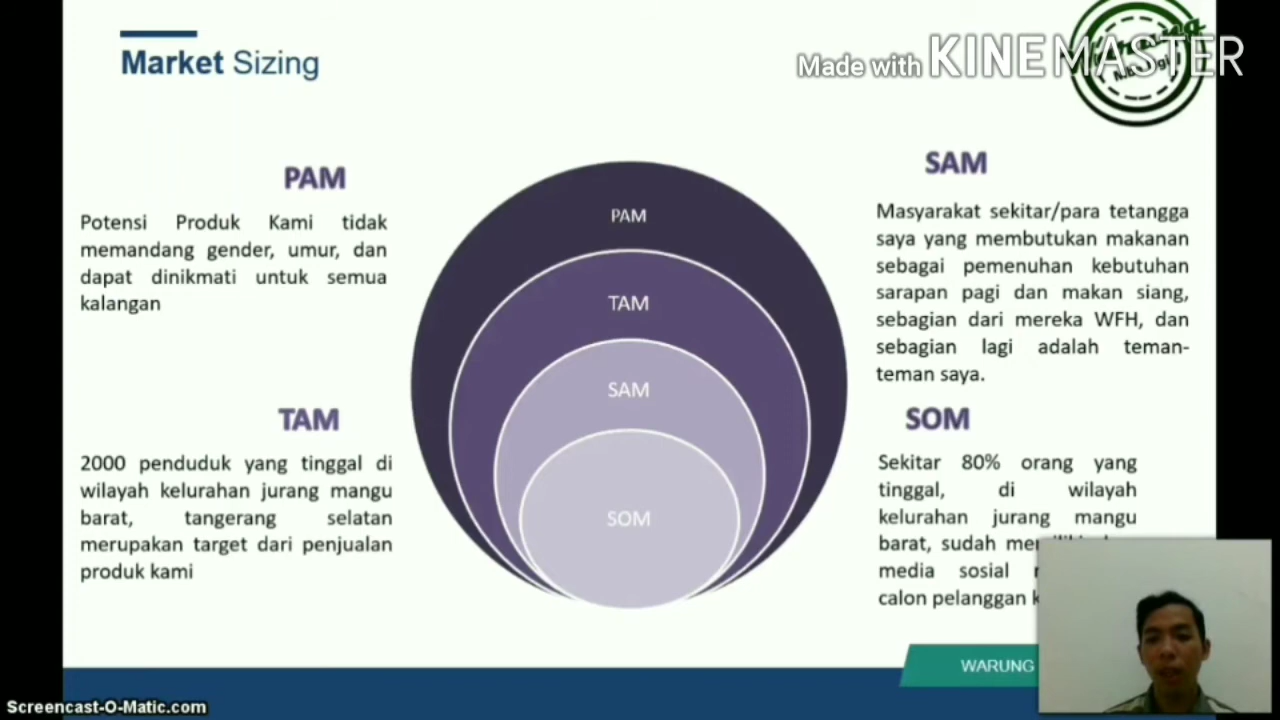 Market Sizing
Made with KINEMASTER
PAM
Potensi Produk Kami tidak
memandang gender, umur, dan
dapat dinikmati untuk semua
kalangan
TAM
2000 penduduk yang tinggal di
wilayah kelurahan jurang mangu
barat, tangerang selatan
merupakan target dari penjualan
produk kami
PAM
TAM
SAM
SOM
SAM
Masyarakat sekitar/para tetangga
saya yang membutukan makanan
sebagai pemenuhan kebutuhan
sarapan pagi dan makan siang,
sebagian dari mereka WFH, dan
sebagian lagi adalah teman-
teman saya.
SOM
Sekitar 80% orang yang
tinggal, di wilayah
kelurahan jurang mangu
barat, sudah
media sosial
calon pelanggan
WARUNG
Screencast-O-Matic.com